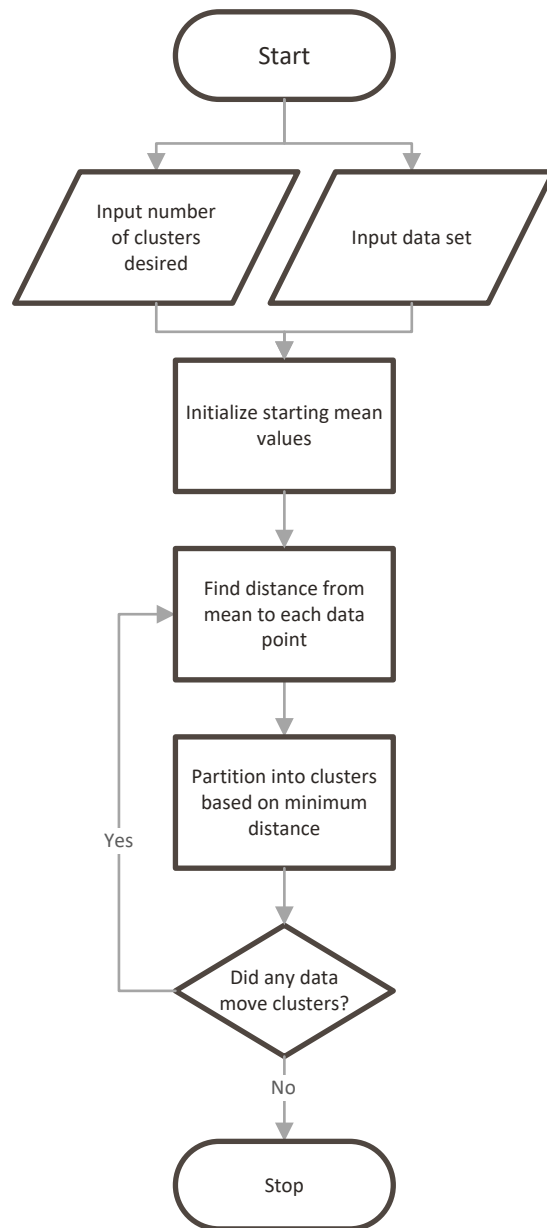 Start
Input number
of clusters
desired
Input data set
Initialize starting mean
values
Find distance from
mean to each data
point
Partition into clusters
based on minimum
distance
Yes
Did any data
move clusters?
No
Stop